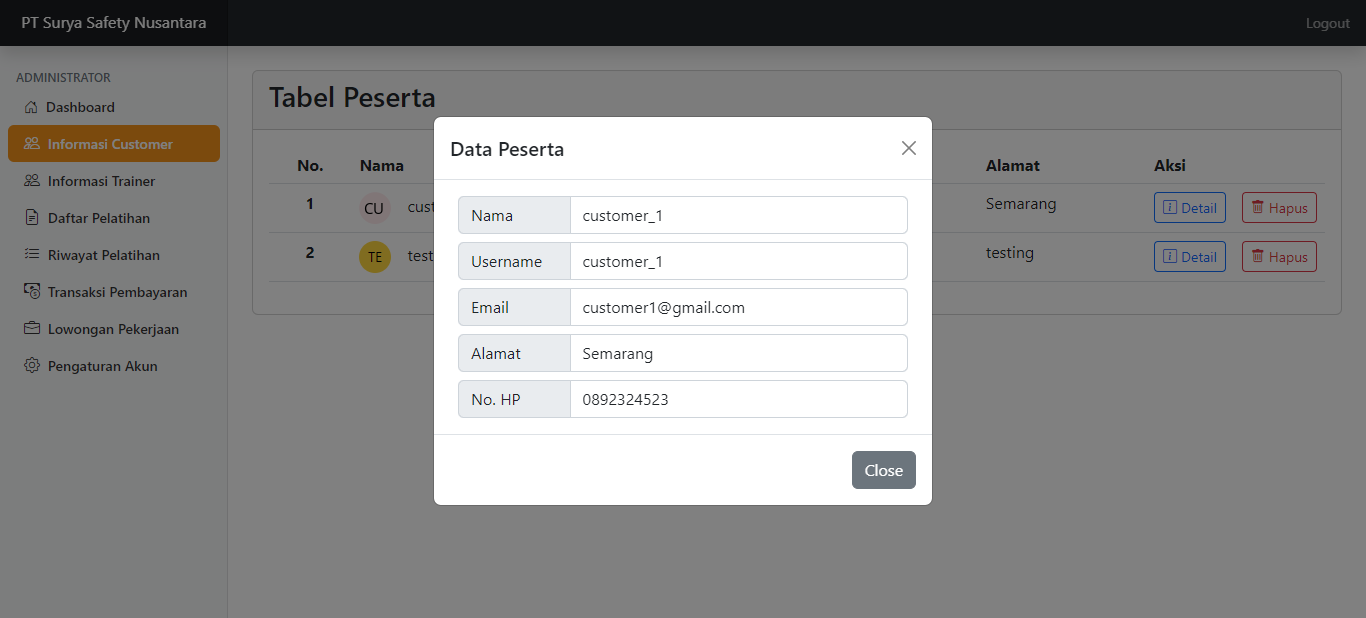 PT Surya Safety Nusantara
Logout
ADMINISTRATOR
Dashboard
Informasi Customer
Informasi Trainer
Daftar Pelatihan
Riwayat Pelatihan
Transaksi Pembayaran
Lowongan Pekerjaan
Pengaturan Akun
Tabel Peserta
No. Nama Alamat Aksi
1 CU cust Semarang Detail Hapus
2 TE test testing Detail Hapus
Data Peserta
Nama customer_1
Username customer_1
Email customer1@gmail.com
Alamat Semarang
No. HP 0892324523
Close